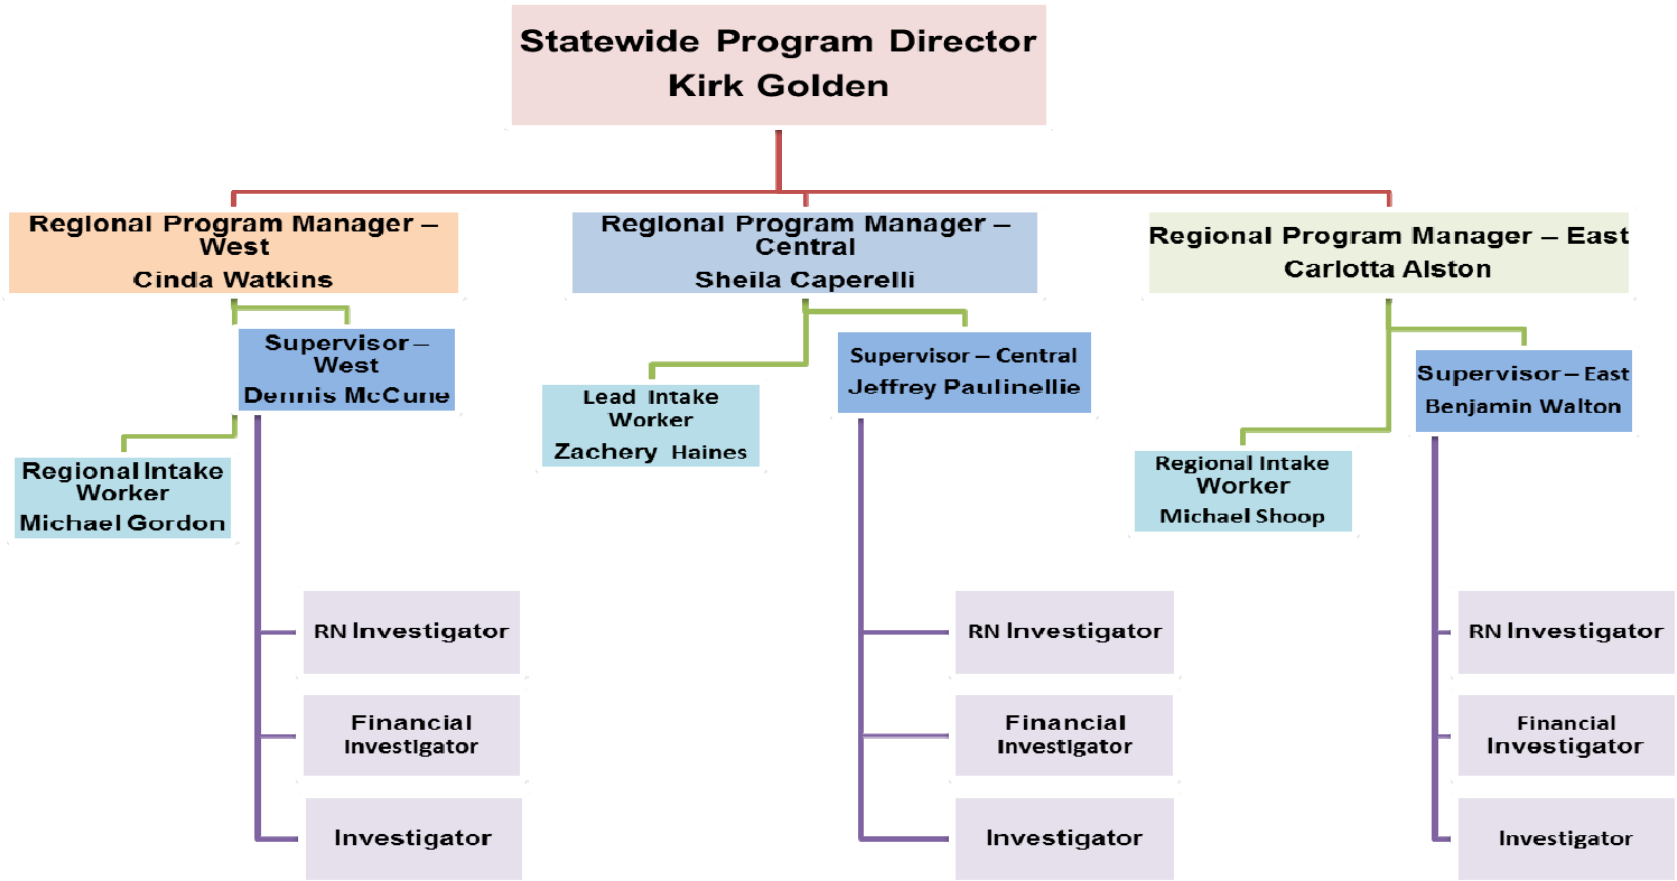 Statewide Program Director
Kirk Golden
Regional Program Manager –
West
Cinda Watkins
Regional Program Manager –
Central
Sheila Caperelli
Regional Program Manager – East
Carlotta Alston
Supervisor –
West
Dennis McCune
Supervisor – Central
Jeffrey Paulinellie
Supervisor – East
Benjamin Walton
Regional Intake
Worker
Michael Gordon
Lead Intake
Worker
Zachery Haines
Regional Intake
Worker
Michael Shoop
RN Investigator
Financial
Investigator
Investigator
RN Investigator
Financial
Investigator
Investigator
RN Investigator
Financial
Investigator
Investigator